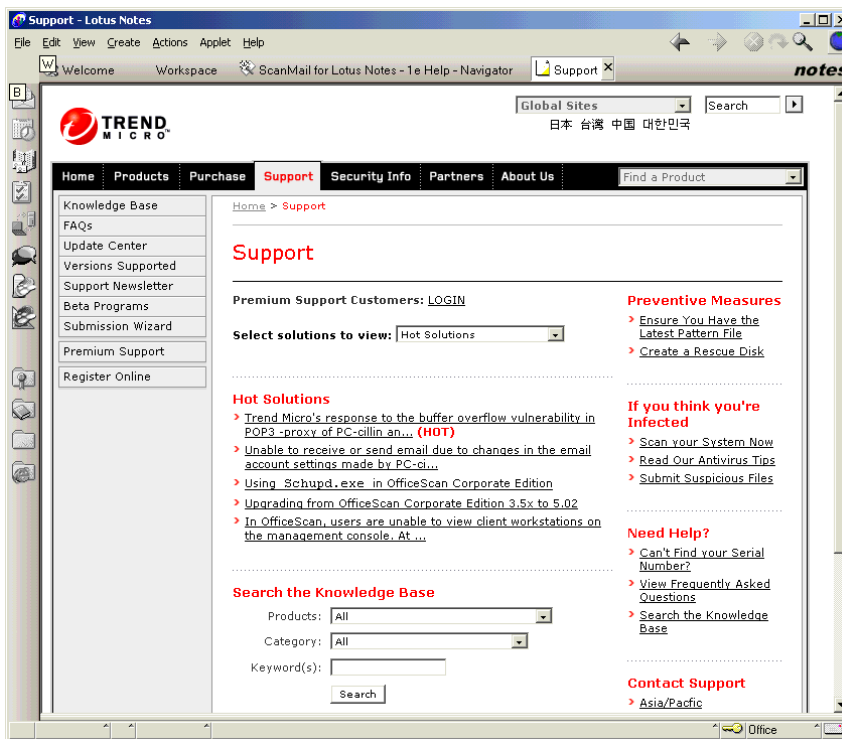 Support - Lotus Notes
File Edit View Create Actions Applet Help
W Welcome Workspace ScanMail for Lotus Notes - 1e Help - Navigator Support
notes
B
Global Sites Search
日本 台灣 中国 대한민국
TREND
MICRO™
Home Products Purchase Support Security Info Partners About Us Find a Product
Knowledge Base
FAQs
Update Center
Versions Supported
Support Newsletter
Beta Programs
Submission Wizard
Premium Support
Register Online
Home > Support
Support
Premium Support Customers: LOGIN
Select solutions to view: Hot Solutions
Hot Solutions
> Trend Micro's response to the buffer overflow vulnerability in
POP3 -proxy of PC-cillin an... (HOT)
> Unable to receive or send email due to changes in the email
account settings made by PC-ci...
> Using Schupd.exe in OfficeScan Corporate Edition
> Upgrading from OfficeScan Corporate Edition 3.5x to 5.02
> In OfficeScan, users are unable to view client workstations on
the management console. At ...
Search the Knowledge Base
Products: All
Category: All
Keyword(s):
Search
Preventive Measures
> Ensure You Have the
Latest Pattern File
> Create a Rescue Disk
If you think you're
Infected
> Scan your System Now
> Read Our Antivirus Tips
> Submit Suspicious Files
Need Help?
> Can't Find your Serial
Number?
> View Frequently Asked
Questions
> Search the Knowledge
Base
Contact Support
> Asia/Pacfic
Office